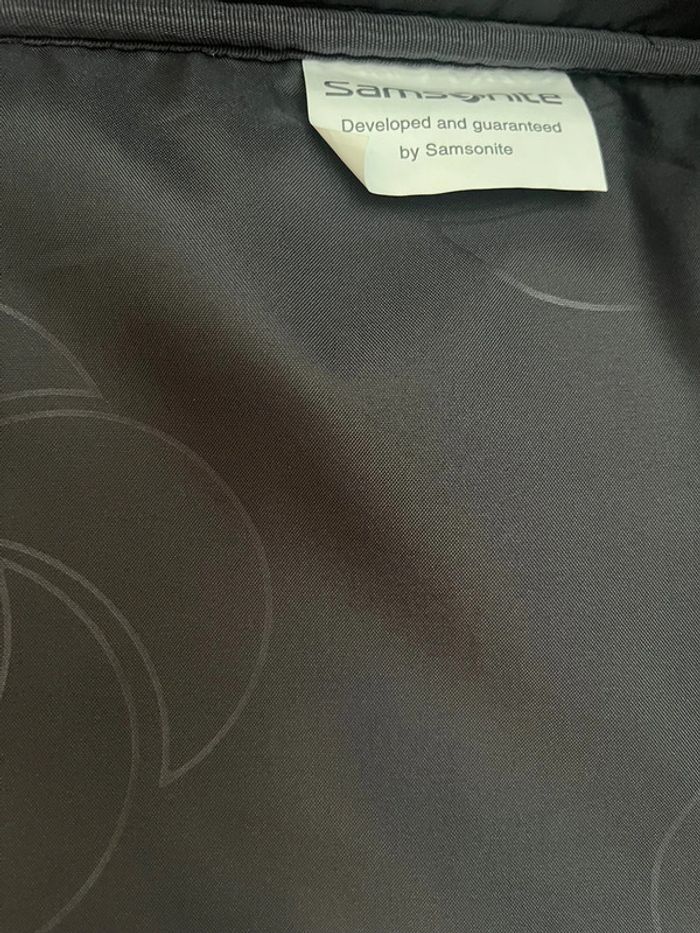 Samsonite
Developed and guaranteed
by Samsonite